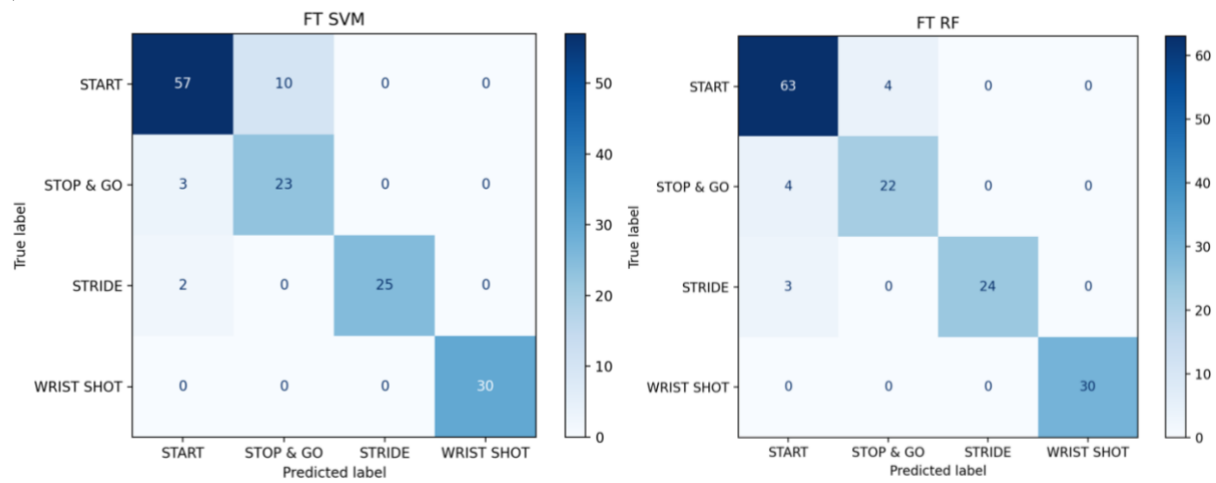 FT SVM
START
STOP & GO
STRIDE
WRIST SHOT
True label
57 10 0 0
3 23 0 0
2 0 25 0
0 0 0 30
START STOP & GO STRIDE WRIST SHOT
Predicted label
50
40
30
20
10
0
FT RF
START
STOP & GO
STRIDE
WRIST SHOT
True label
63 4 0 0
4 22 0 0
3 0 24 0
0 0 0 30
START STOP & GO STRIDE WRIST SHOT
Predicted label
60
50
40
30
20
10
0